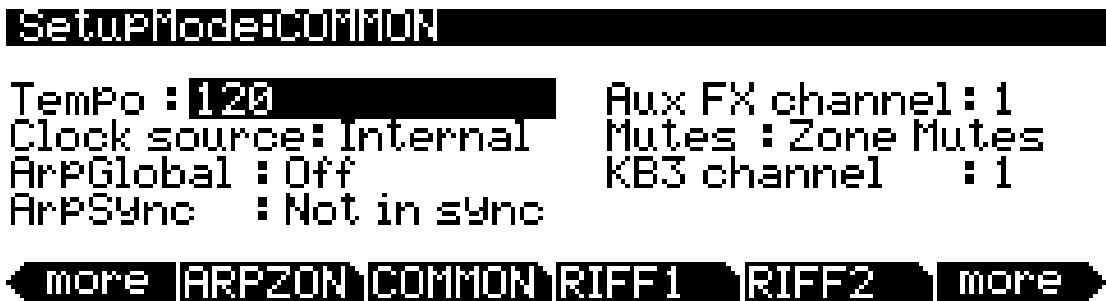 SetupMode:COMMON
Tempo :120
Clock source:Internal
ArpGlobal :Off
ArpSync :Not in sync
Aux FX channel:1
Mutes :Zone Mutes
KB3 channel :1
more ARPZON COMMON RIFF1 RIFF2 more